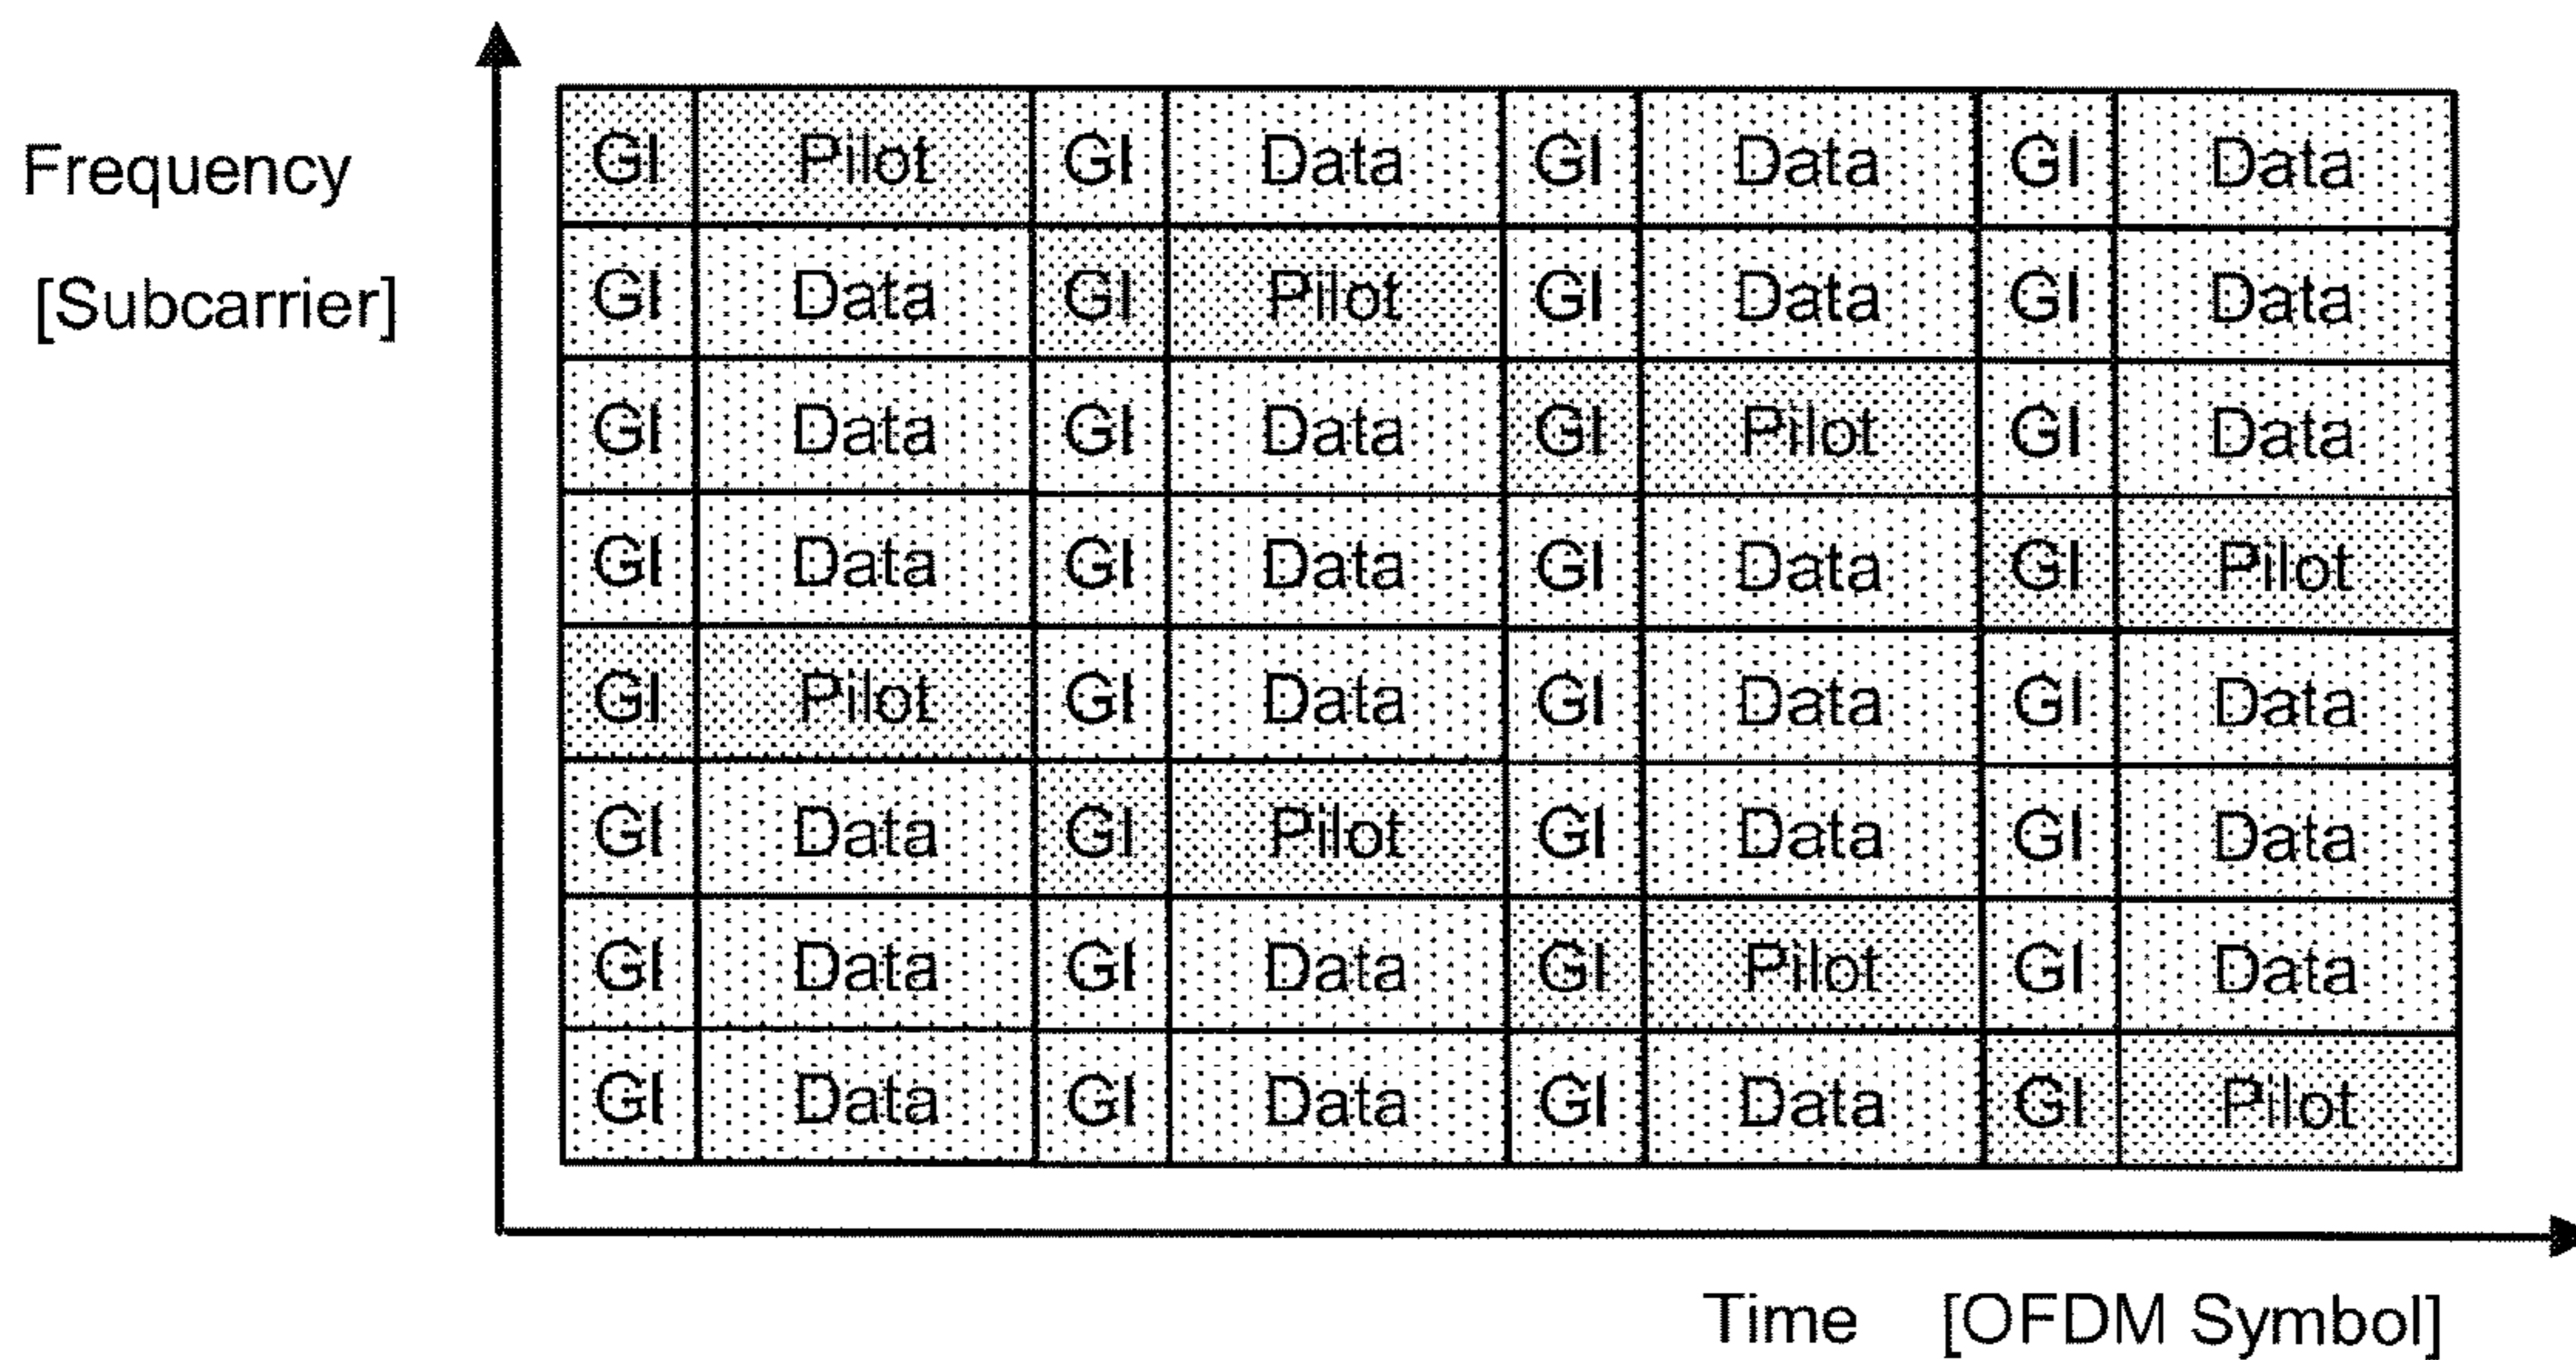 Frequency
[Subcarrier]
GI Pilot GI Data GI Data GI Data
GI Data GI Pilot GI Data GI Data
GI Data GI Data GI Pilot GI Data
GI Data GI Data GI Data GI Pilot
GI Pilot GI Data GI Data GI Data
GI Data GI Pilot GI Data GI Data
GI Data GI Data GI Pilot GI Data
GI Data GI Data GI Data GI Pilot
Time [OFDM Symbol]